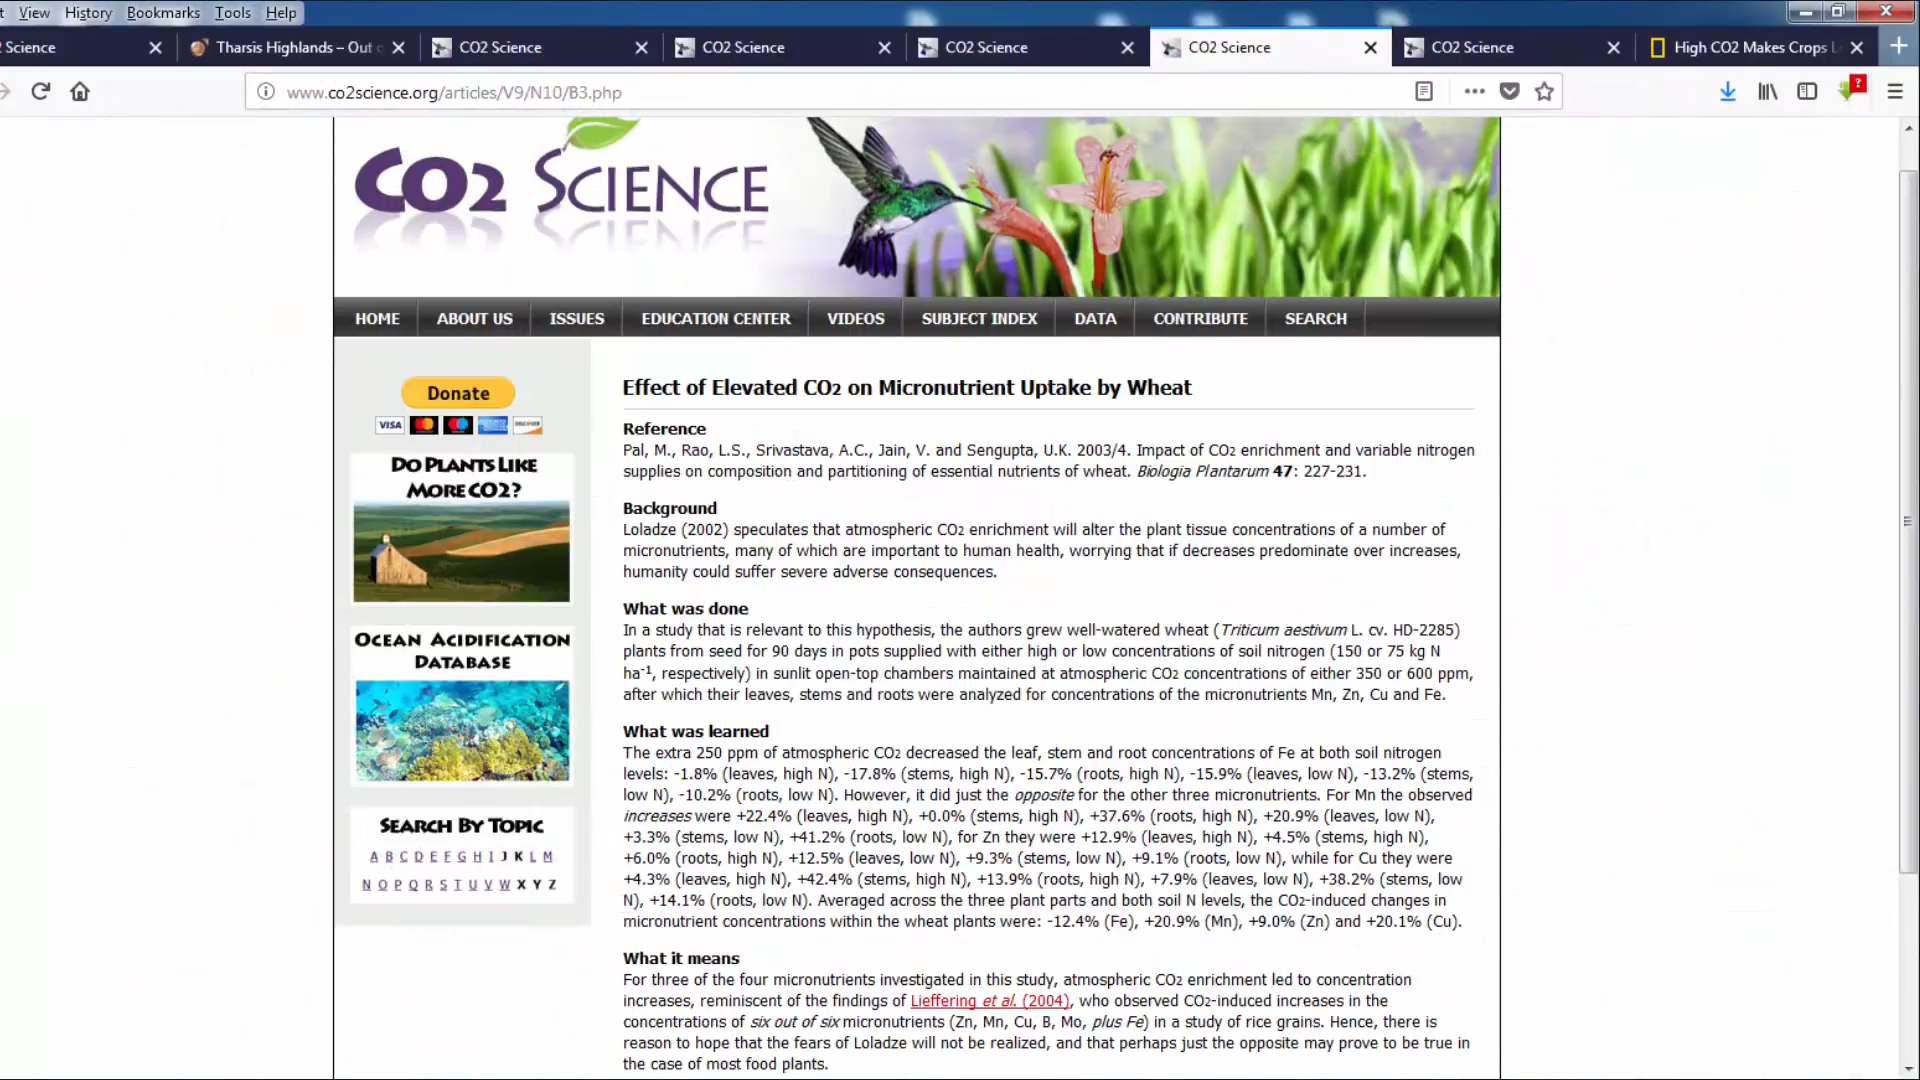 t View History Bookmarks Tools Help
Science
Tharsis Highlands – Out o
CO2 Science
CO2 Science
CO2 Science
CO2 Science
CO2 Science
High CO2 Makes Crops L
www.co2science.org/articles/V9/N10/B3.php
CO2 SCIENCE
HOME ABOUT US ISSUES EDUCATION CENTER VIDEOS SUBJECT INDEX DATA CONTRIBUTE SEARCH
Donate
VISA DISCOVER
DO PLANTS LIKE
MORE CO2?
OCEAN ACIDIFICATION
DATABASE
SEARCH BY TOPIC
A B C D E F G H I J K L M
N O P Q R S T U V W X Y Z
Effect of Elevated CO2 on Micronutrient Uptake by Wheat
Reference
Pal, M., Rao, L.S., Srivastava, A.C., Jain, V. and Sengupta, U.K. 2003/4. Impact of CO2 enrichment and variable nitrogen
supplies on composition and partitioning of essential nutrients of wheat. Biologia Plantarum 47: 227-231.
Background
Loladze (2002) speculates that atmospheric CO2 enrichment will alter the plant tissue concentrations of a number of
micronutrients, many of which are important to human health, worrying that if decreases predominate over increases,
humanity could suffer severe adverse consequences.
What was done
In a study that is relevant to this hypothesis, the authors grew well-watered wheat (Triticum aestivum L. cv. HD-2285)
plants from seed for 90 days in pots supplied with either high or low concentrations of soil nitrogen (150 or 75 kg N
ha-1, respectively) in sunlit open-top chambers maintained at atmospheric CO2 concentrations of either 350 or 600 ppm,
after which their leaves, stems and roots were analyzed for concentrations of the micronutrients Mn, Zn, Cu and Fe.
What was learned
The extra 250 ppm of atmospheric CO2 decreased the leaf, stem and root concentrations of Fe at both soil nitrogen
levels: -1.8% (leaves, high N), -17.8% (stems, high N), -15.7% (roots, high N), -15.9% (leaves, low N), -13.2% (stems,
low N), -10.2% (roots, low N). However, it did just the opposite for the other three micronutrients. For Mn the observed
increases were +22.4% (leaves, high N), +0.0% (stems, high N), +37.6% (roots, high N), +20.9% (leaves, low N),
+3.3% (stems, low N), +41.2% (roots, low N), for Zn they were +12.9% (leaves, high N), +4.5% (stems, high N),
+6.0% (roots, high N), +12.5% (leaves, low N), +9.3% (stems, low N), +9.1% (roots, low N), while for Cu they were
+4.3% (leaves, high N), +42.4% (stems, high N), +13.9% (roots, high N), +7.9% (leaves, low N), +38.2% (stems, low
N), +14.1% (roots, low N). Averaged across the three plant parts and both soil N levels, the CO2-induced changes in
micronutrient concentrations within the wheat plants were: -12.4% (Fe), +20.9% (Mn), +9.0% (Zn) and +20.1% (Cu).
What it means
For three of the four micronutrients investigated in this study, atmospheric CO2 enrichment led to concentration
increases, reminiscent of the findings of Lieffering et al. (2004), who observed CO2-induced increases in the
concentrations of six out of six micronutrients (Zn, Mn, Cu, B, Mo, plus Fe) in a study of rice grains. Hence, there is
reason to hope that the fears of Loladze will not be realized, and that perhaps just the opposite may prove to be true in
the case of most food plants.